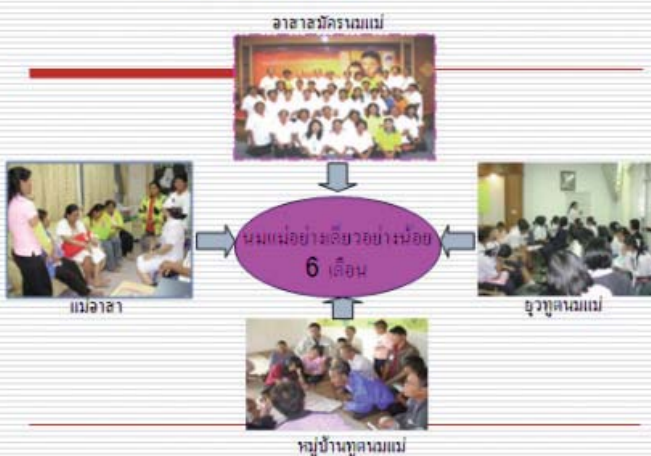 อาสาสมัครนมแม่
นมแม่อย่างเดียวอย่างน้อย
6 เดือน
แม่อาสา
ยุวทูตนมแม่
หมู่บ้านทูตนมแม่